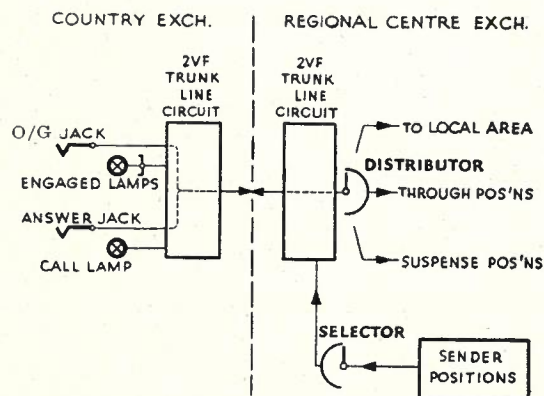 COUNTRY EXCH.
REGIONAL CENTRE EXCH.
2VF
TRUNK
LINE
CIRCUIT
2VF
TRUNK
LINE
CIRCUIT
O/G JACK
ENGAGED LAMPS
ANSWER JACK
CALL LAMP
TO LOCAL AREA
DISTRIBUTOR
THROUGH POS'NS
SUSPENSE POS'NS
SELECTOR
SENDER
POSITIONS